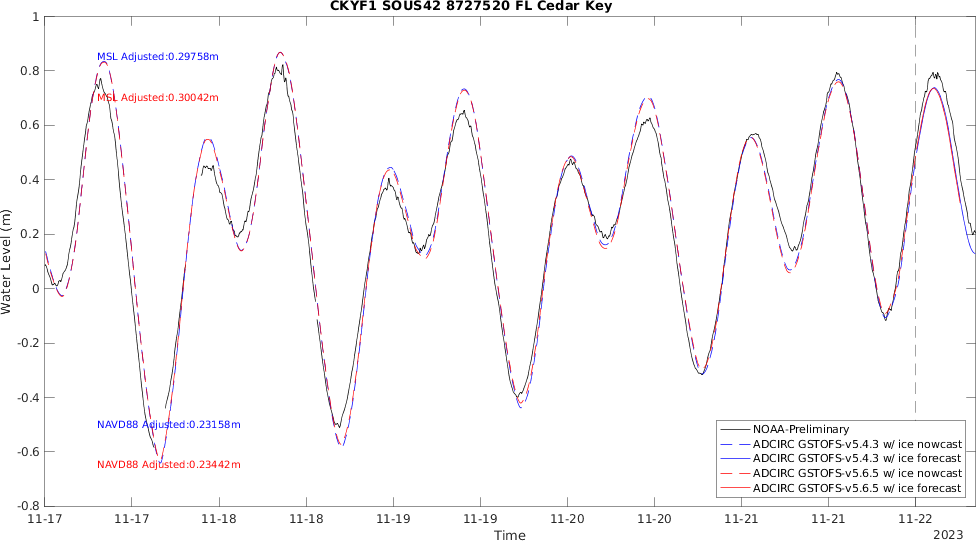 CKYF1 SOUS42 8727520 FL Cedar Key
1
0.8
0.6
0.4
0.2
0
-0.2
-0.4
-0.6
-0.8
Water Level (m)
MSL Adjusted:0.29758m
MSL Adjusted:0.30042m
NAVD88 Adjusted:0.23158m
NAVD88 Adjusted:0.23442m
NOAA-Preliminary
ADCIRC GSTOFS-v5.4.3 w/ ice nowcast
ADCIRC GSTOFS-v5.4.3 w/ ice forecast
ADCIRC GSTOFS-v5.6.5 w/ ice nowcast
ADCIRC GSTOFS-v5.6.5 w/ ice forecast
11-17 11-17 11-18 11-18 11-19 11-19 11-20 11-20 11-21 11-21 11-22
Time
2023